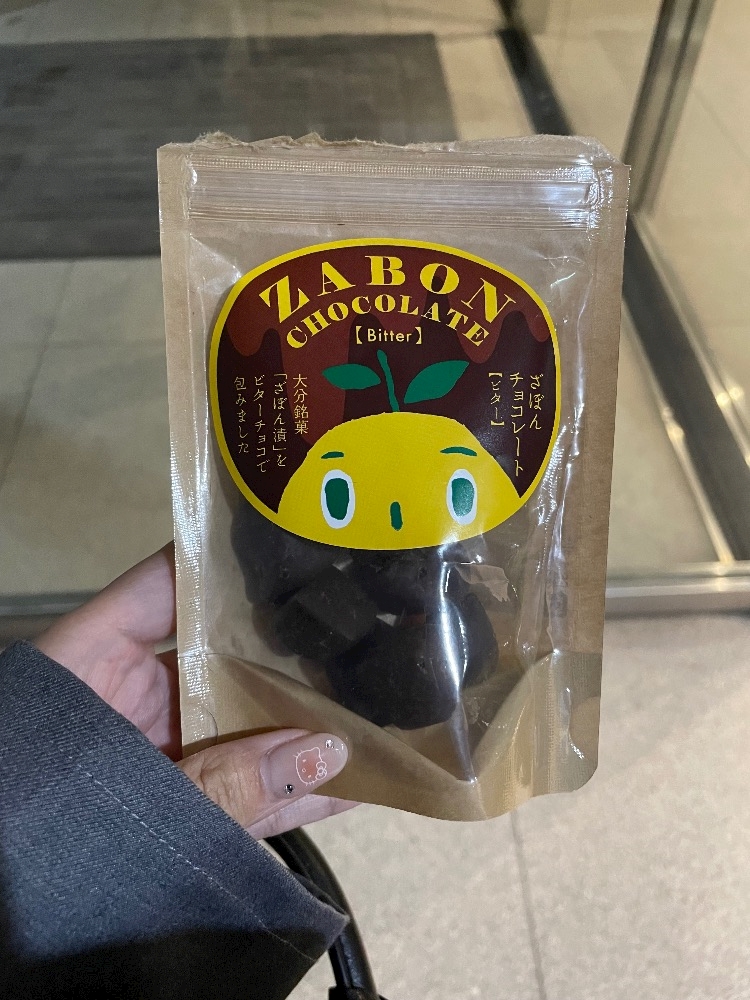 ZABON
CHOCOLATE
【Bitter】
ざぼん
チョコレート
【ビター】
大分銘菓
「ざぼん漬」を
ビターチョコで
包みました